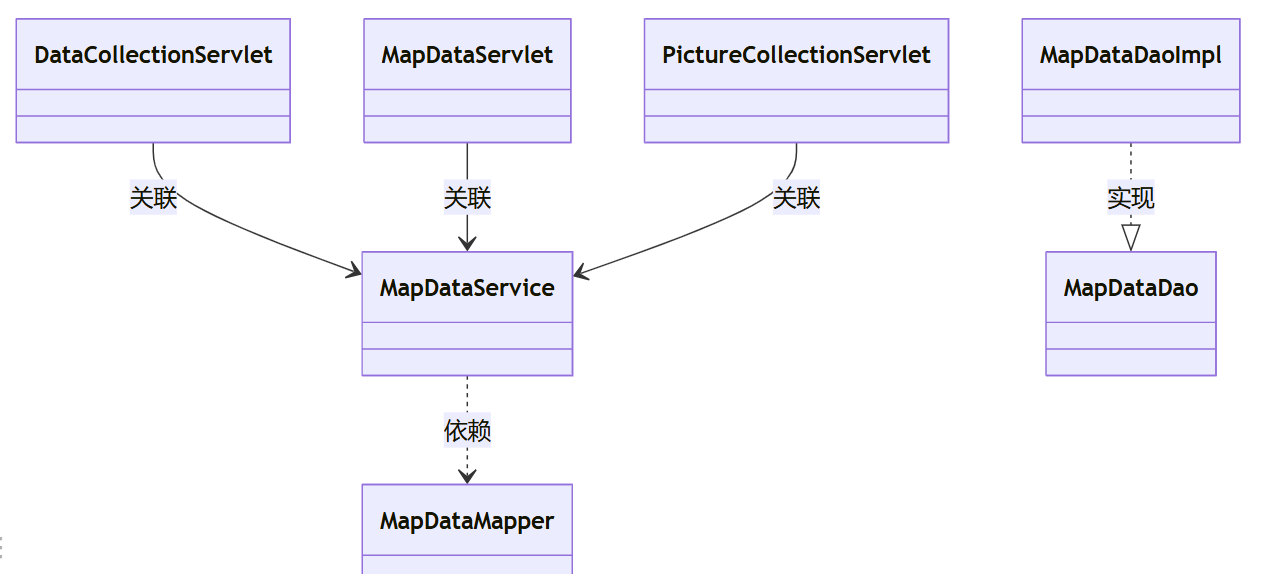 DataCollectionServlet
MapDataServlet
PictureCollectionServlet
MapDataDaoImpl
关联
关联
关联
实现
MapDataService
MapDataDao
依赖
MapDataMapper